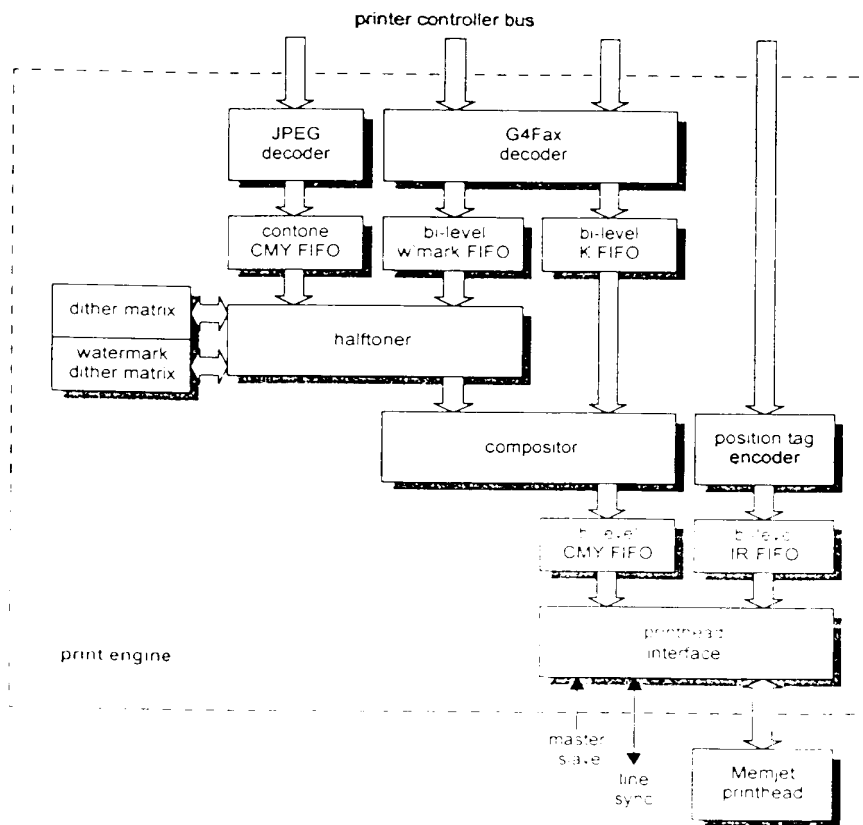 printer controller bus
JPEG
decoder
G4Fax
decoder
contone
CMY FIFO
bi-level
w'mark FIFO
bi-level
K FIFO
dither matrix
watermark
dither matrix
halftoner
compositor
position tag
encoder
bi-level
CMY FIFO
bi-level
IR FIFO
printhead
interface
print engine
master
slave
line
sync
Memjet
printhead